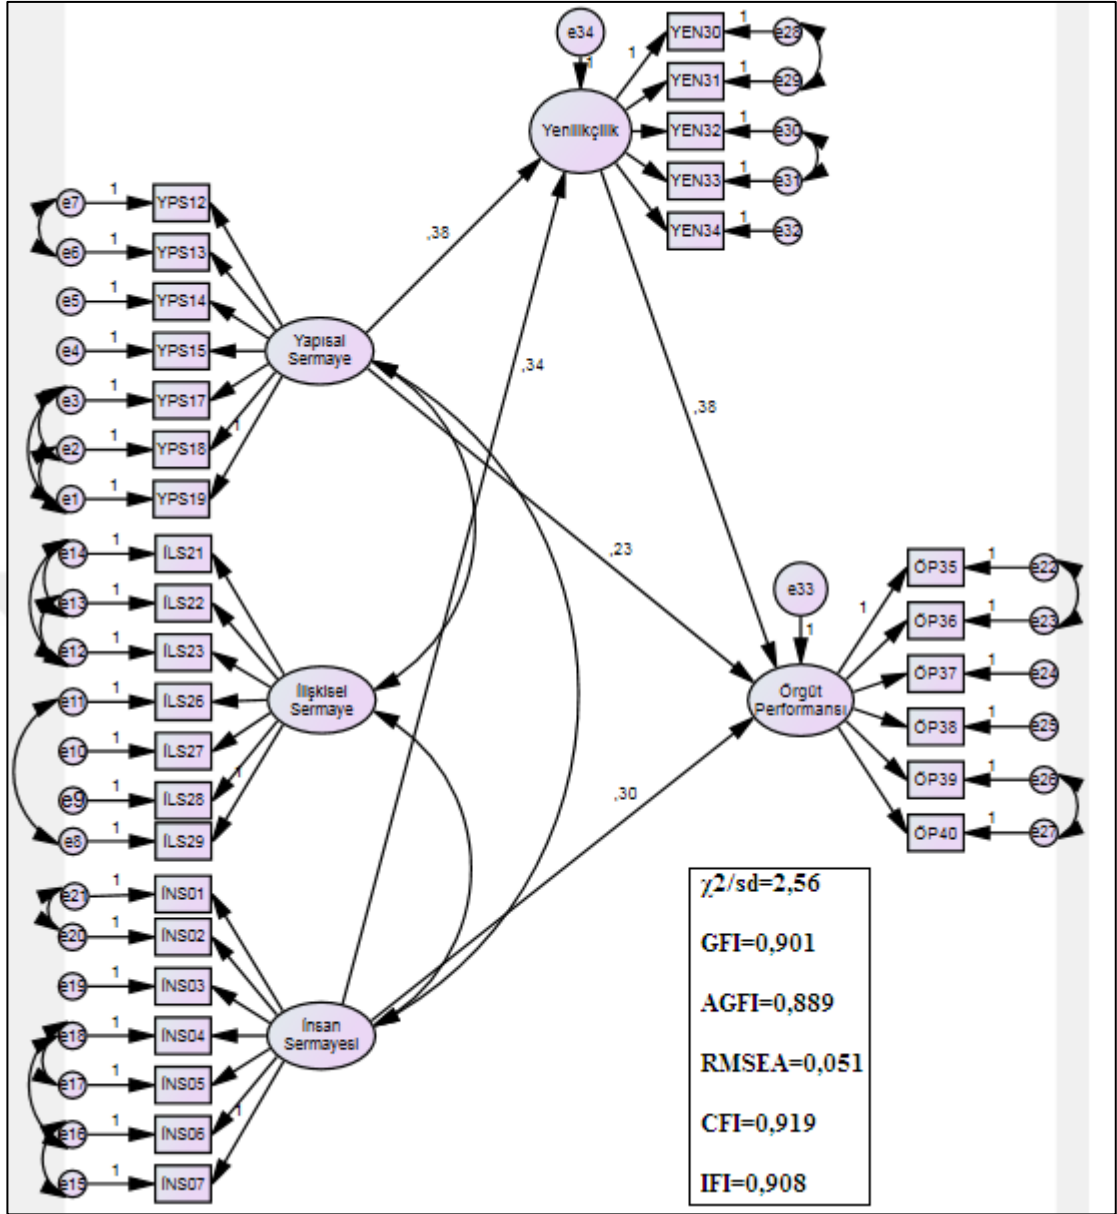 e34
1
Yenilikçilik
1
YEN30
1
e28
YEN31
1
e29
YEN32
1
e30
YEN33
1
e31
YEN34
1
e32
e7
1
YPS12
e6
1
YPS13
e5
1
YPS14
e4
1
YPS15
e3
1
YPS17
e2
1
YPS18
1
e1
1
YPS19
Yapısal
Sermaye
,38
,34
,38
,23
,30
e14
1
İLS21
e13
1
İLS22
e12
1
İLS23
e11
1
İLS26
e10
1
İLS27
e9
1
İLS28
1
e8
1
İLS29
İlişkisel
Sermaye
e33
1
Örgüt
Performansı
1
ÖP35
1
e22
ÖP36
1
e23
ÖP37
1
e24
ÖP38
1
e25
ÖP39
1
e26
ÖP40
1
e27
e21
1
İNS01
e20
1
İNS02
e19
1
İNS03
e18
1
İNS04
e17
1
İNS05
e16
1
İNS06
1
e15
1
İNS07
İnsan
Sermayesi
χ2/sd=2,56
GFI=0,901
AGFI=0,889
RMSEA=0,051
CFI=0,919
IFI=0,908